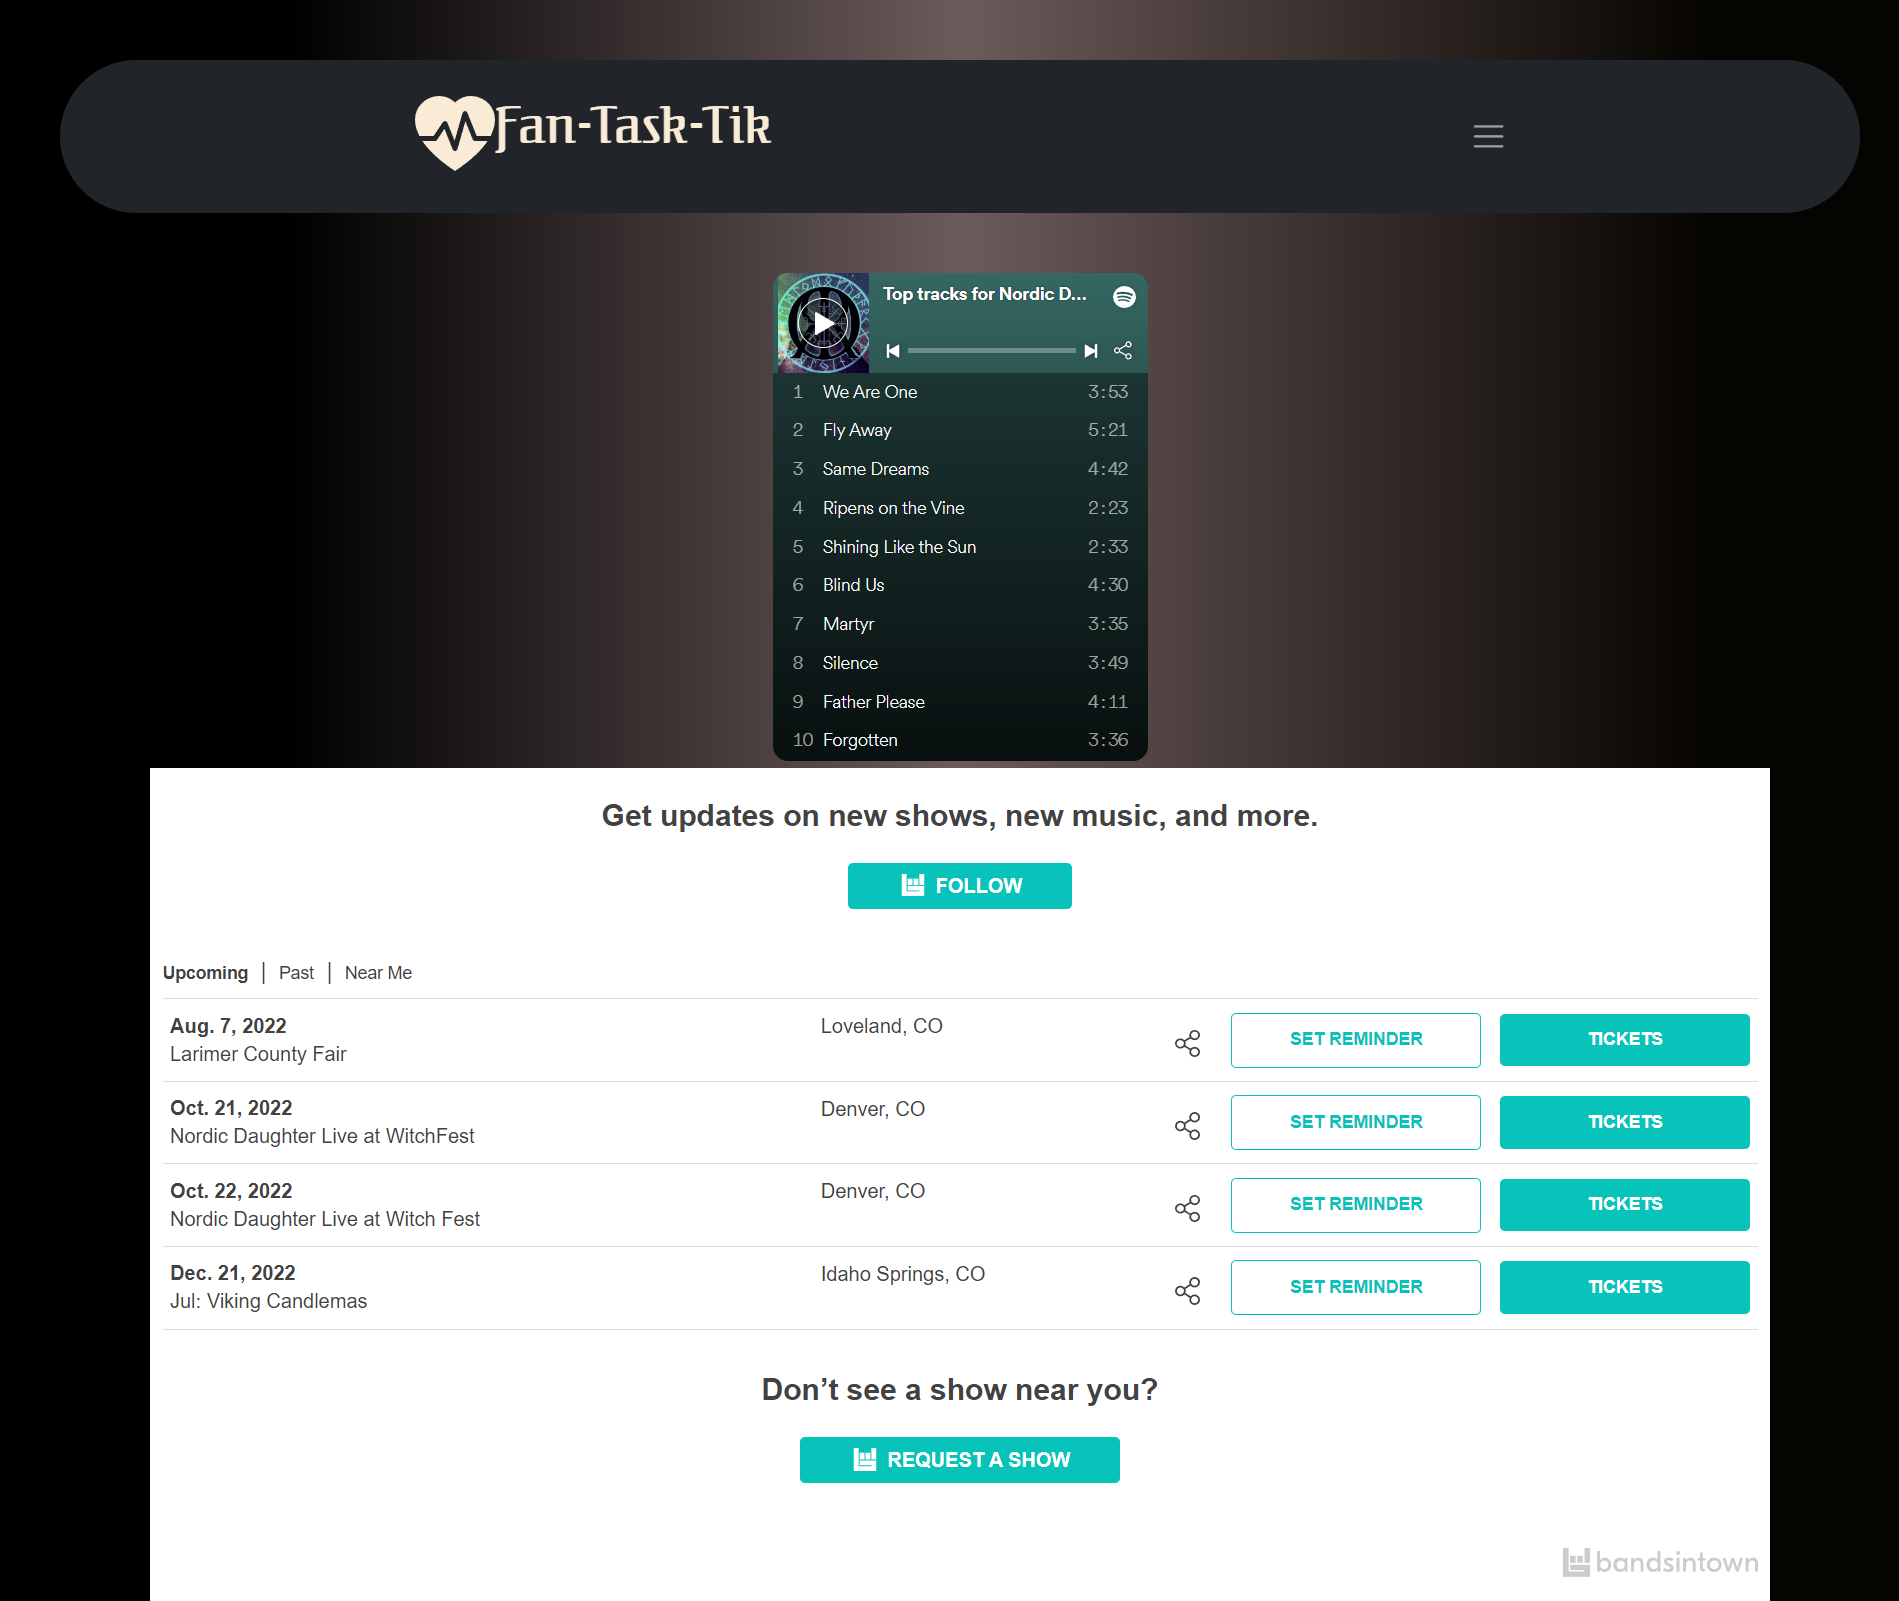 Fan-Task-Tik
Top tracks for Nordic D...
1 We Are One 3:53
2 Fly Away 5:21
3 Same Dreams 4:42
4 Ripens on the Vine 2:23
5 Shining Like the Sun 2:33
6 Blind Us 4:30
7 Martyr 3:35
8 Silence 3:49
9 Father Please 4:11
10 Forgotten 3:36
Get updates on new shows, new music, and more.
FOLLOW
Upcoming | Past | Near Me
Aug. 7, 2022 Loveland, CO
Larimer County Fair
SET REMINDER TICKETS
Oct. 21, 2022 Denver, CO
Nordic Daughter Live at WitchFest
SET REMINDER TICKETS
Oct. 22, 2022 Denver, CO
Nordic Daughter Live at Witch Fest
SET REMINDER TICKETS
Dec. 21, 2022 Idaho Springs, CO
Jul: Viking Candlemas
SET REMINDER TICKETS
Don’t see a show near you?
REQUEST A SHOW
bandsintown